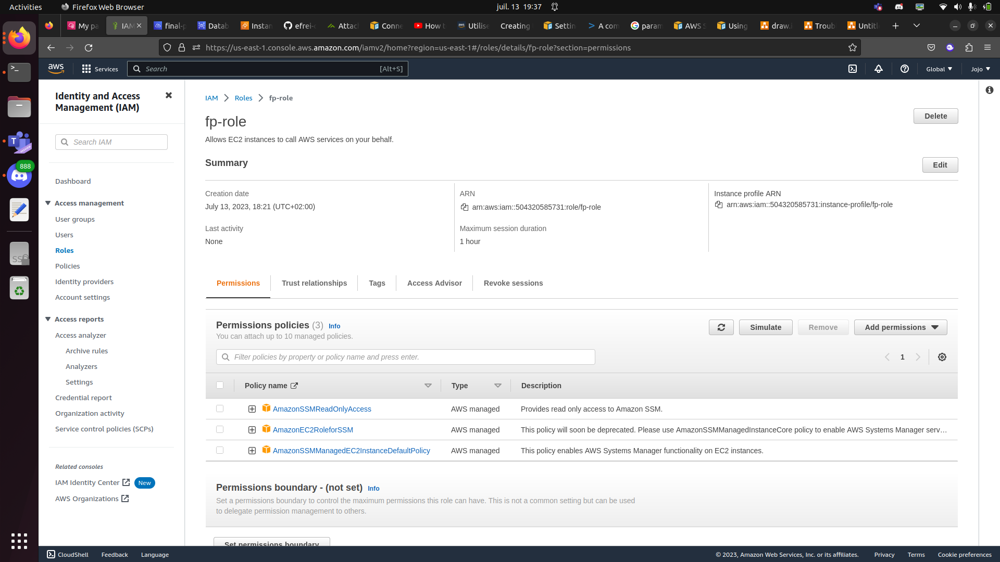 Activities
Firefox Web Browser
juil. 13 19:37
My pa
IAM
final-p
Datab
Instan
efrei-c
Attach
Conne
How t
Utilise
Creating
Settin
A com
param
AWS S
Using
draw.i
Troub
Untitl
https://us-east-1.console.aws.amazon.com/iamv2/home?region=us-east-1#/roles/details/fp-role?section=permissions
aws
Services
Search
[Alt+S]
Global
Jojo
888
Identity and Access
Management (IAM)
Search IAM
Dashboard
Access management
User groups
Users
Roles
Policies
Identity providers
Account settings
Access reports
Access analyzer
Archive rules
Analyzers
Settings
Credential report
Organization activity
Service control policies (SCPs)
Related consoles
IAM Identity Center
New
AWS Organizations
IAM
Roles
fp-role
fp-role
Delete
Allows EC2 instances to call AWS services on your behalf.
Summary
Edit
Creation date
July 13, 2023, 18:21 (UTC+02:00)
Last activity
None
ARN
arn:aws:iam::504320585731:role/fp-role
Maximum session duration
1 hour
Instance profile ARN
arn:aws:iam::504320585731:instance-profile/fp-role
Permissions
Trust relationships
Tags
Access Advisor
Revoke sessions
Permissions policies (3) Info
You can attach up to 10 managed policies.
Simulate
Remove
Add permissions
Filter policies by property or policy name and press enter.
1
Policy name
Type
Description
AmazonSSMReadOnlyAccess
AWS managed
Provides read only access to Amazon SSM.
AmazonEC2RoleforSSM
AWS managed
This policy will soon be deprecated. Please use AmazonSSMManagedInstanceCore policy to enable AWS Systems Manager serv…
AmazonSSMManagedEC2InstanceDefaultPolicy
AWS managed
This policy enables AWS Systems Manager functionality on EC2 instances.
Permissions boundary - (not set) Info
Set a permissions boundary to control the maximum permissions this role can have. This is not a common setting but can be used
to delegate permission management to others.
Set permissions boundary
CloudShell
Feedback
Language
© 2023, Amazon Web Services, Inc. or its affiliates.
Privacy
Terms
Cookie preferences